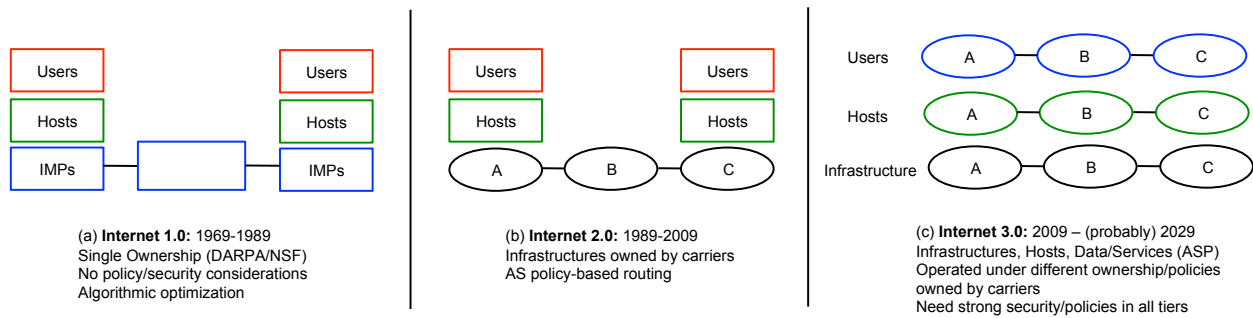 Users
Users
Hosts
Hosts
IMPs
IMPs
(a) Internet 1.0: 1969-1989
Single Ownership (DARPA/NSF)
No policy/security considerations
Algorithmic optimization
Users
Users
Hosts
Hosts
A
B
C
(b) Internet 2.0: 1989-2009
Infrastructures owned by carriers
AS policy-based routing
Users
A
B
C
Hosts
A
B
C
Infrastructure
A
B
C
(c) Internet 3.0: 2009 – (probably) 2029
Infrastructures, Hosts, Data/Services (ASP)
Operated under different ownership/policies
owned by carriers
Need strong security/policies in all tiers